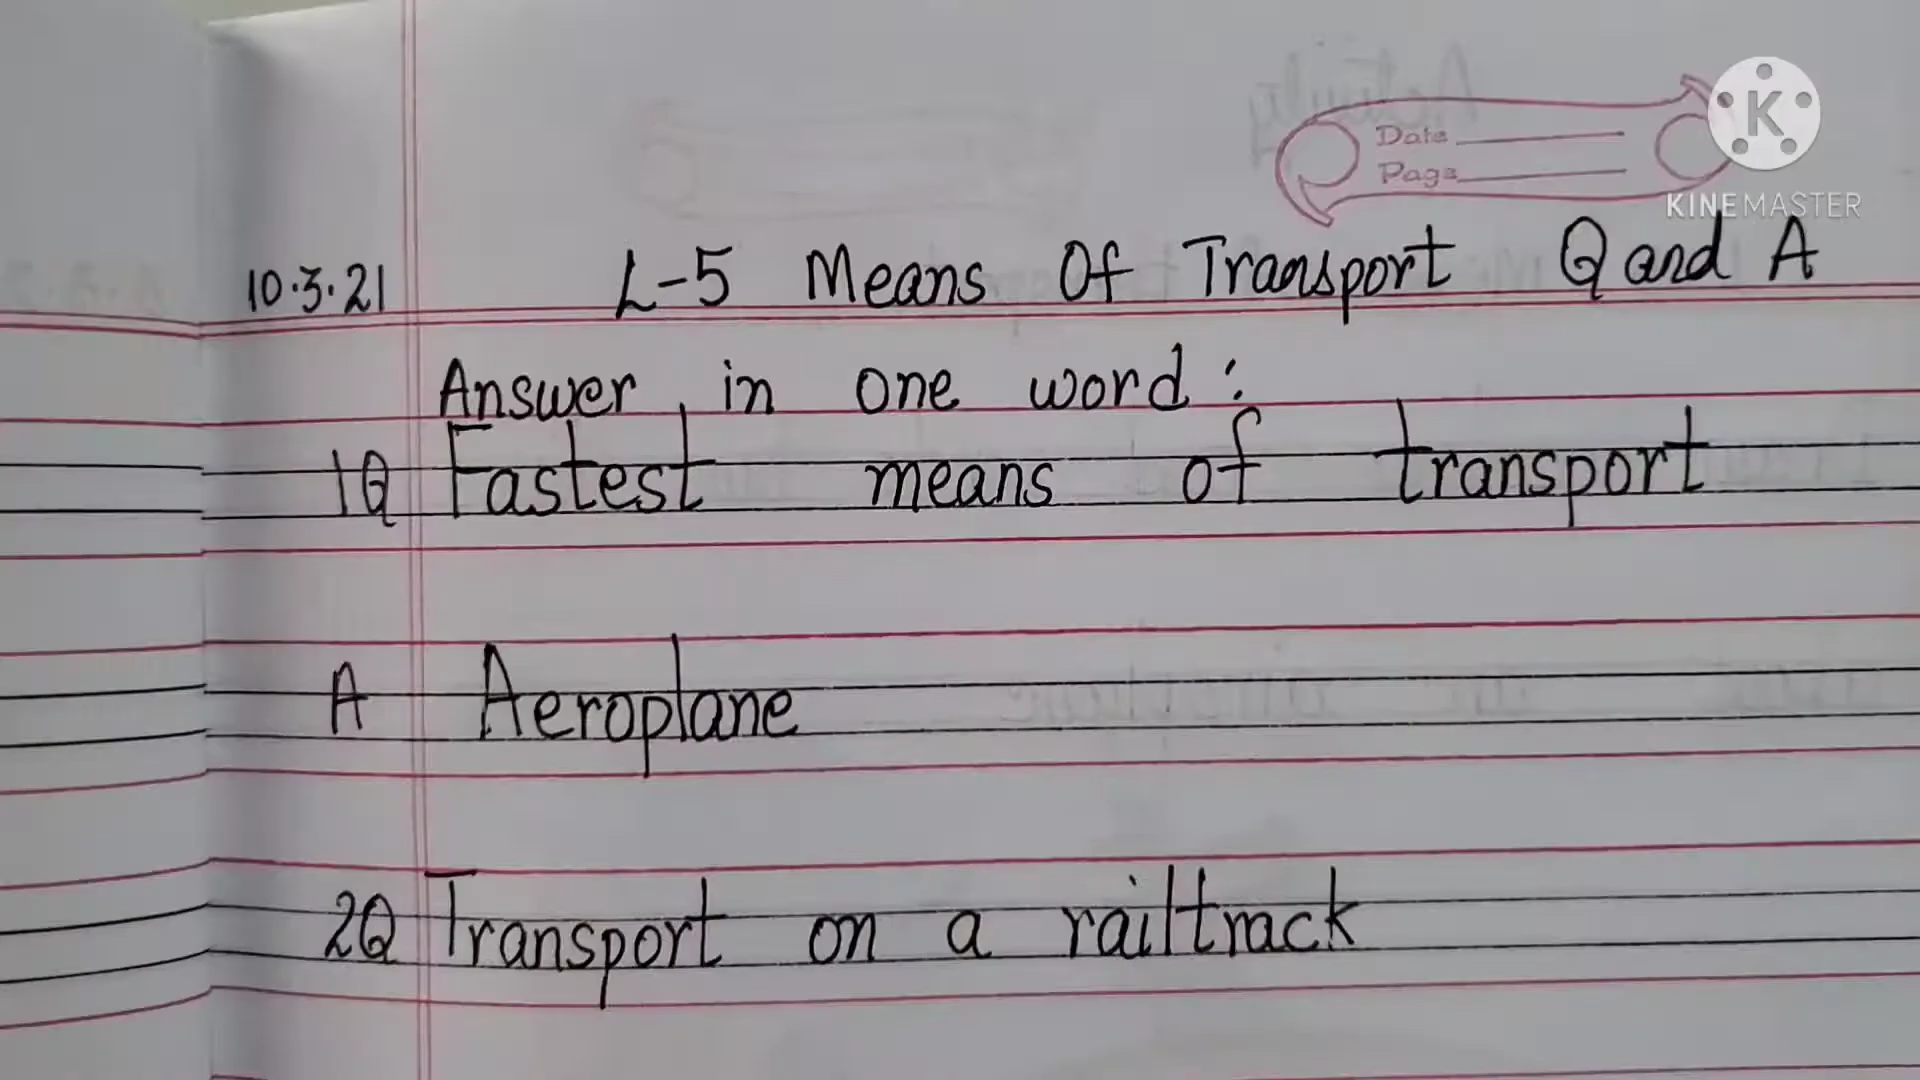 Date
Page
KINEMASTER
10.3.21 L-5 Means Of Transport Q and A
Answer in one word:
1Q Fastest means of transport
A Aeroplane
2Q Transport on a railtrack